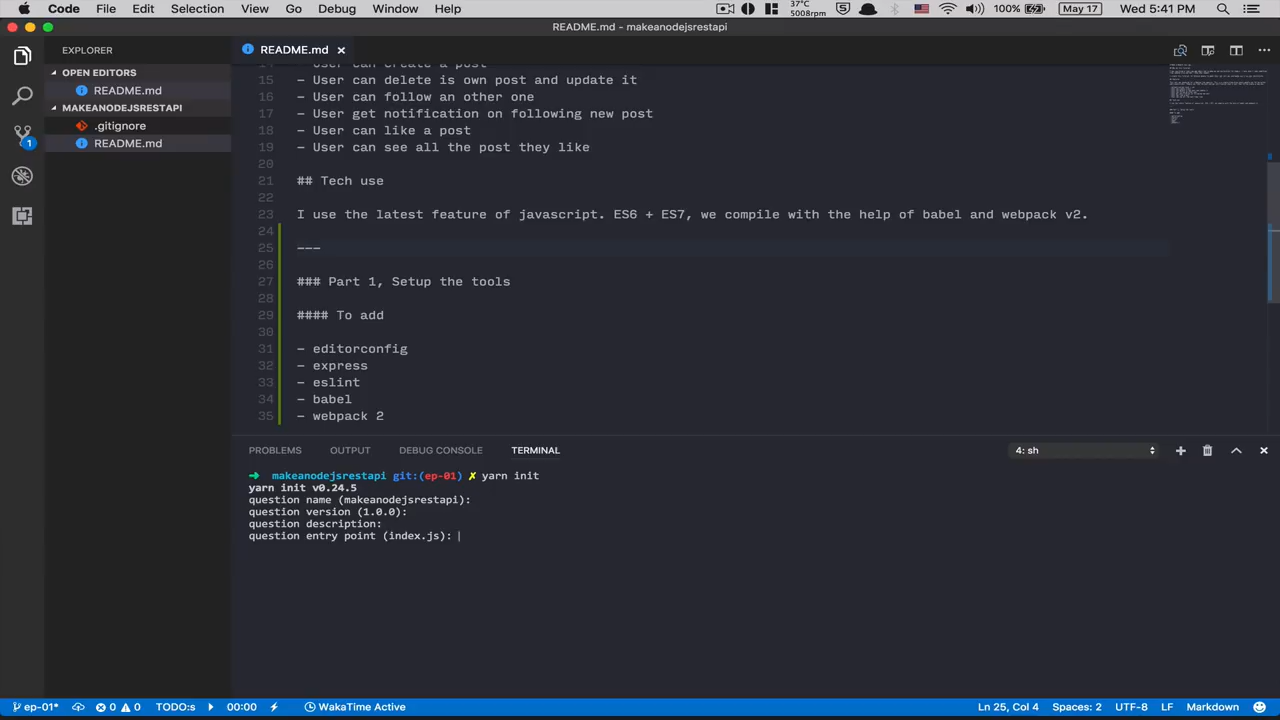 Code File Edit Selection View Go Debug Window Help 37°C 5008rpm 100% May 17 Wed 5:41 PM
README.md - makeanodejsrestapi
EXPLORER
OPEN EDITORS
README.md
MAKEANODEJSRESTAPI
.gitignore
README.md
1
README.md
14 - User can create a post
15 - User can delete is own post and update it
16 - User can follow an otherone
17 - User get notification on following new post
18 - User can like a post
19 - User can see all the post they like
20
21 ## Tech use
22
23 I use the latest feature of javascript. ES6 + ES7, we compile with the help of babel and webpack v2.
24
25 ---
26
27 ### Part 1, Setup the tools
28
29 #### To add
30
31 - editorconfig
32 - express
33 - eslint
34 - babel
35 - webpack 2
PROBLEMS OUTPUT DEBUG CONSOLE TERMINAL 4: sh
➜ makeanodejsrestapi git:(ep-01) ✗ yarn init
yarn init v0.24.5
question name (makeanodejsrestapi):
question version (1.0.0):
question description:
question entry point (index.js):
ep-01* 0 0 TODO:s 00:00 WakaTime Active Ln 25, Col 4 Spaces: 2 UTF-8 LF Markdown